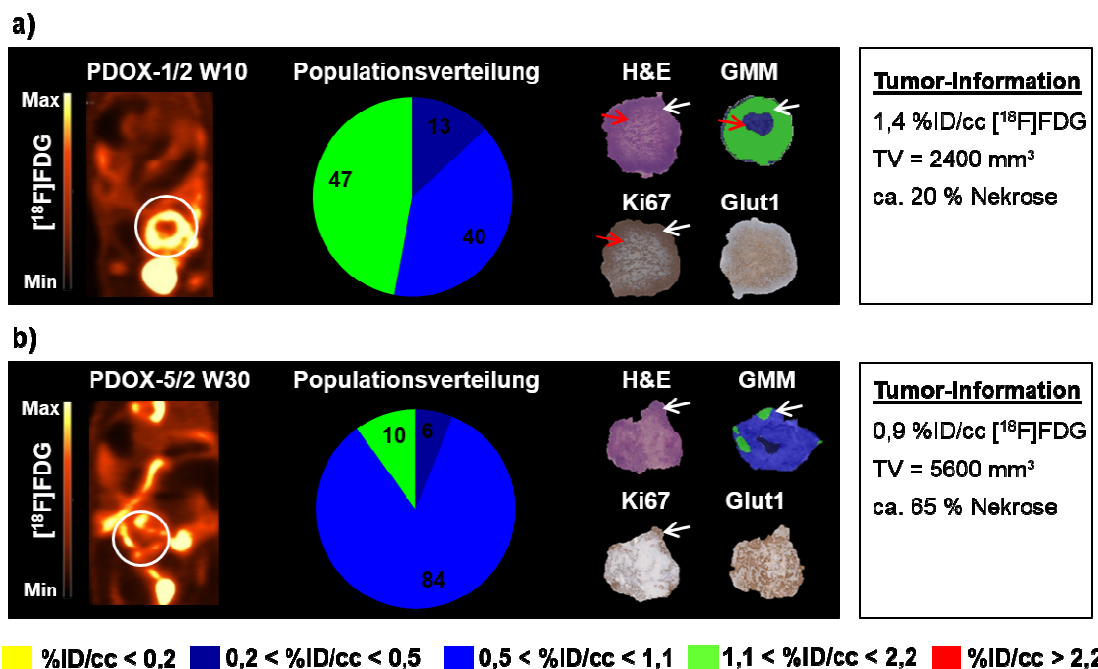 a)
PDOX-1/2 W10
Populationsverteilung
H&E
GMM
Max
[¹⁸F]FDG
Min
13
47
40
Ki67
Glut1
Tumor-Information
1,4 %ID/cc [¹⁸F]FDG
TV = 2400 mm³
ca. 20 % Nekrose
b)
PDOX-5/2 W30
Populationsverteilung
H&E
GMM
Max
[¹⁸F]FDG
Min
10
6
84
Ki67
Glut1
Tumor-Information
0,9 %ID/cc [¹⁸F]FDG
TV = 5600 mm³
ca. 65 % Nekrose
%ID/cc < 0,2 0,2 < %ID/cc < 0,5 0,5 < %ID/cc < 1,1 1,1 < %ID/cc < 2,2 %ID/cc > 2,2